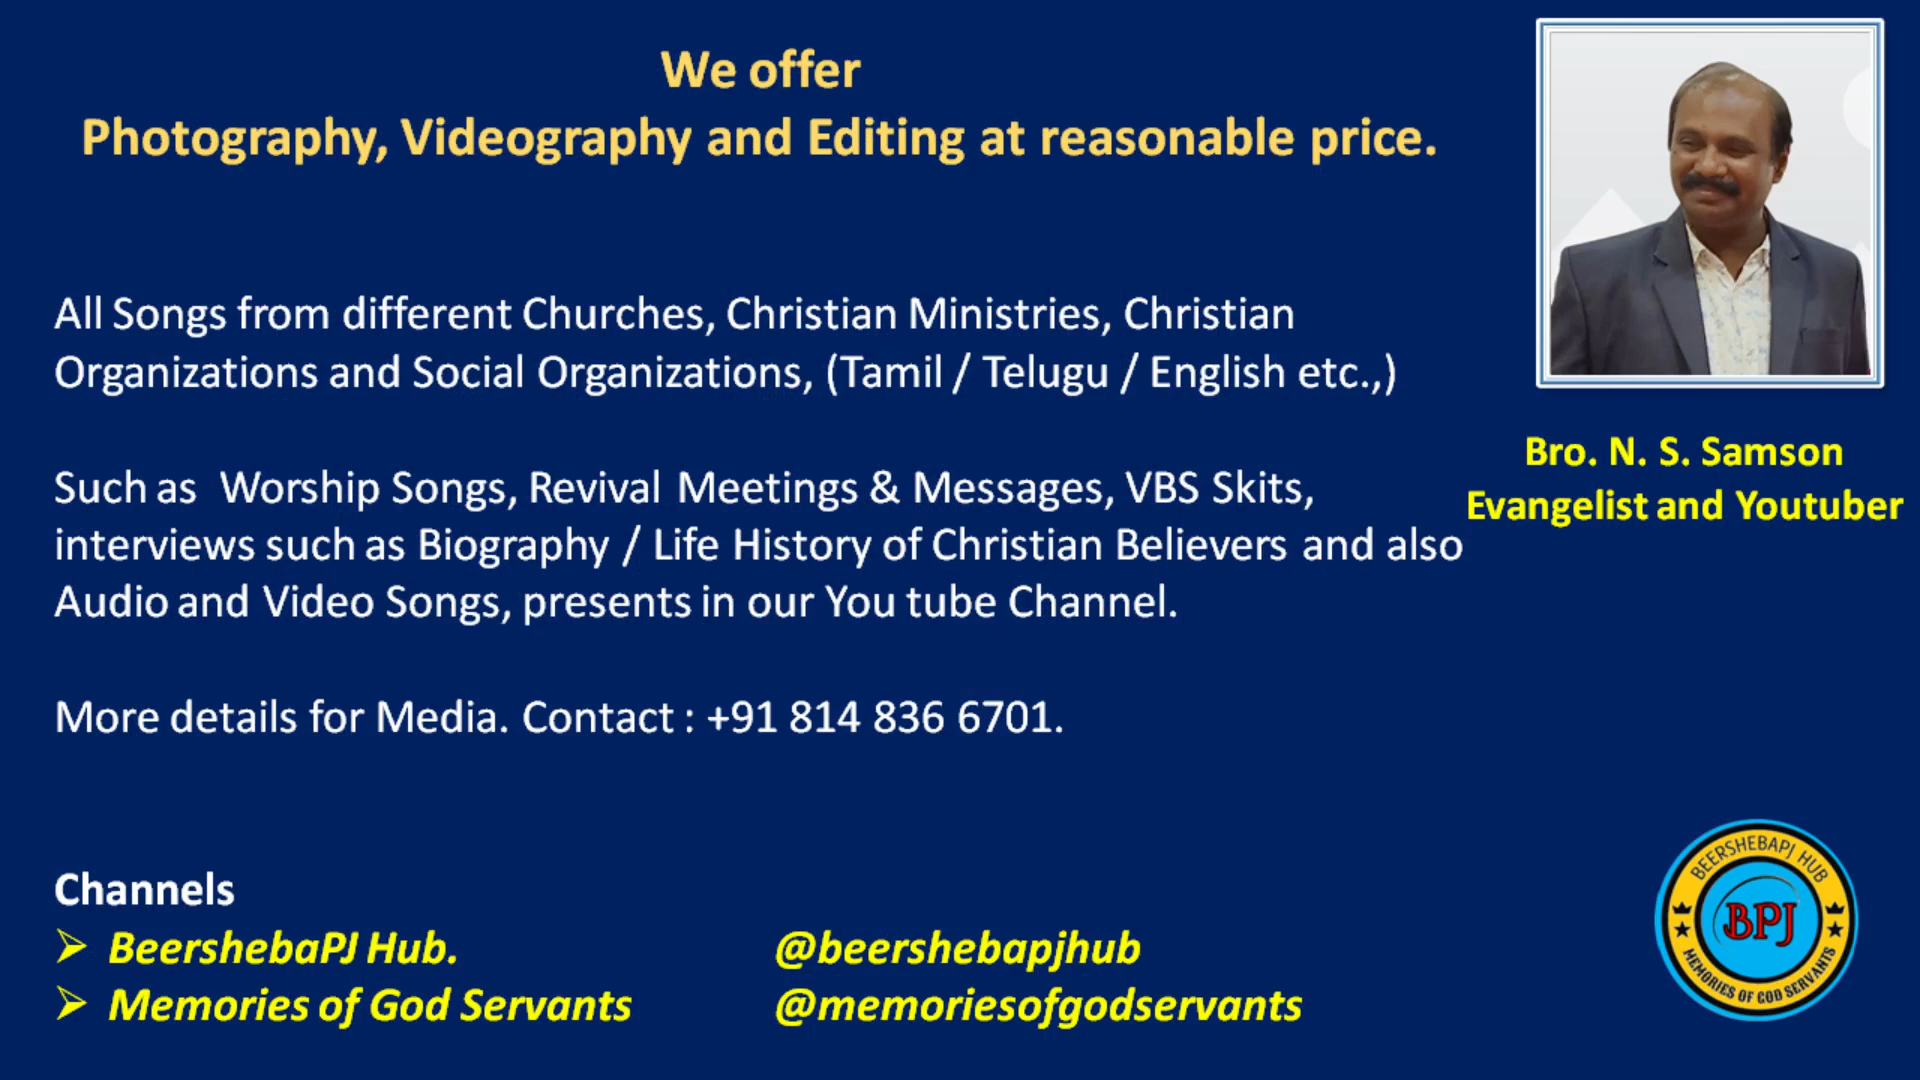 We offer
Photography, Videography and Editing at reasonable price.
All Songs from different Churches, Christian Ministries, Christian
Organizations and Social Organizations, (Tamil / Telugu / English etc.,)
Such as Worship Songs, Revival Meetings & Messages, VBS Skits,
interviews such as Biography / Life History of Christian Believers and also
Audio and Video Songs, presents in our You tube Channel.
More details for Media. Contact : +91 814 836 6701.
Bro. N. S. Samson
Evangelist and Youtuber
Channels
➢ BeershebaPJ Hub. @beershebapjhub
➢ Memories of God Servants @memoriesofgodservants
BEERSHEBAPJ HUB
BPJ
MEMORIES OF GOD SERVANTS